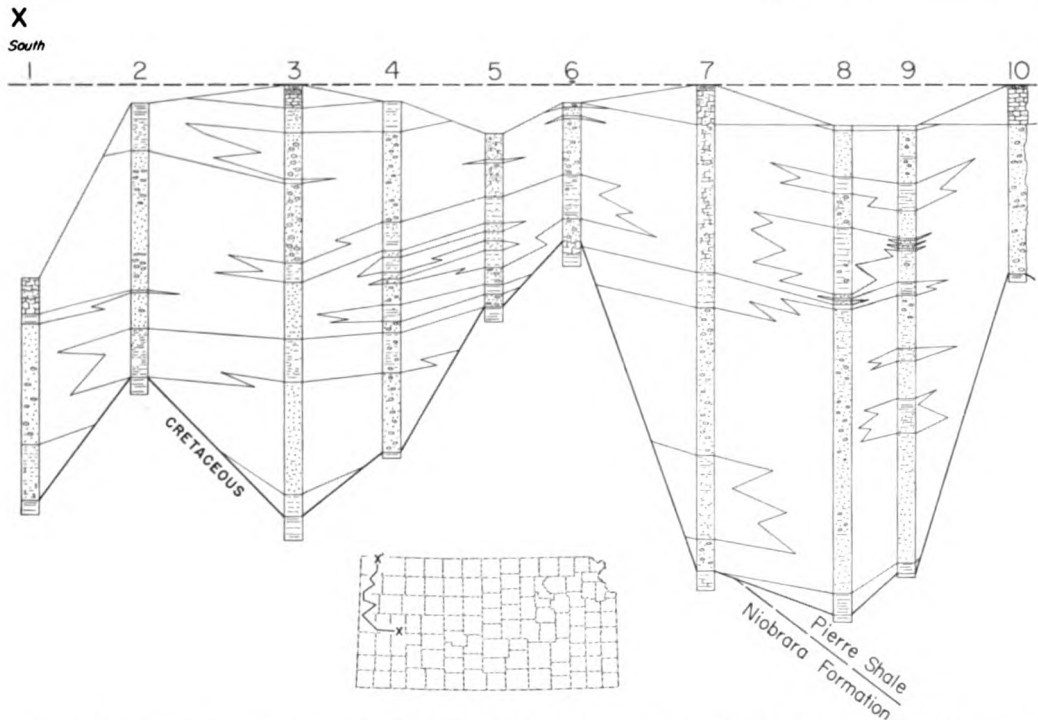 X
South
1 2 3 4 5 6 7 8 9 10
CRETACEOUS
X
X
Pierre Shale
Niobrara Formation